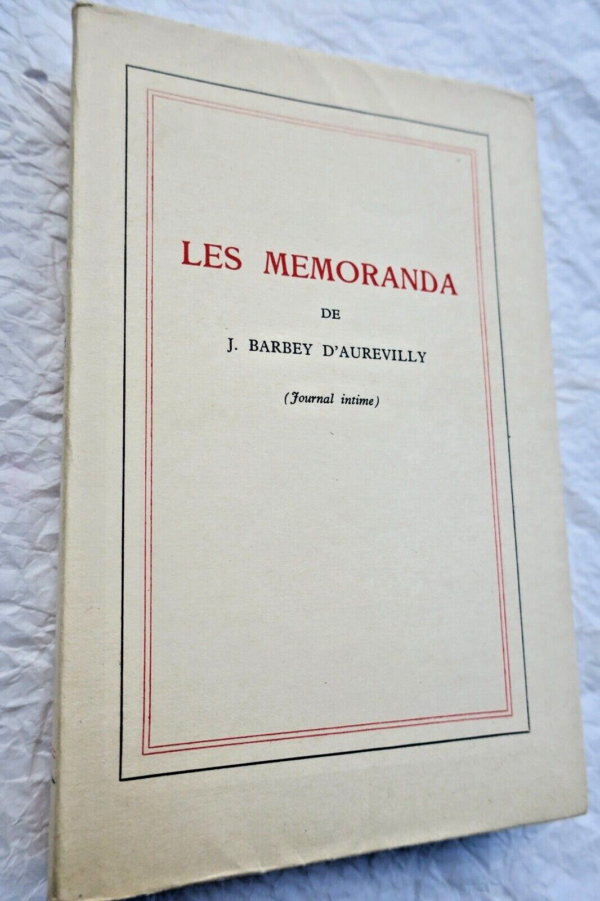 LES MEMORANDA
DE
J. BARBEY D'AUREVILLY
(Journal intime)